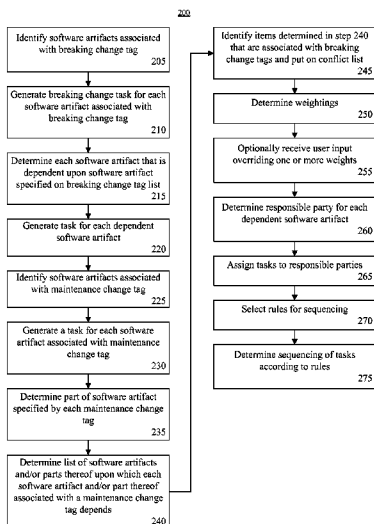 200
Identify software artifacts associated
with breaking change tag
205
Generate breaking change task for each
software artifact associated with
breaking change tag
210
Determine each software artifact that is
dependent upon software artifact
specified on breaking change tag list
215
Generate task for each dependent
software artifact
220
Identify software artifacts associated
with maintenance change tag
225
Generate a task for each software
artifact associated with maintenance
change tag
230
Determine part of software artifact
specified by each maintenance change
tag
235
Determine list of software artifacts
and/or parts thereof upon which each
software artifact and/or part thereof
associated with a maintenance change
tag depends
240
Identify items determined in step 240
that are associated with breaking
change tags and put on conflict list
245
Determine weightings
250
Optionally receive user input
overriding one or more weights
255
Determine responsible party for each
dependent software artifact
260
Assign tasks to responsible parties
265
Select rules for sequencing
270
Determine sequencing of tasks
according to rules
275